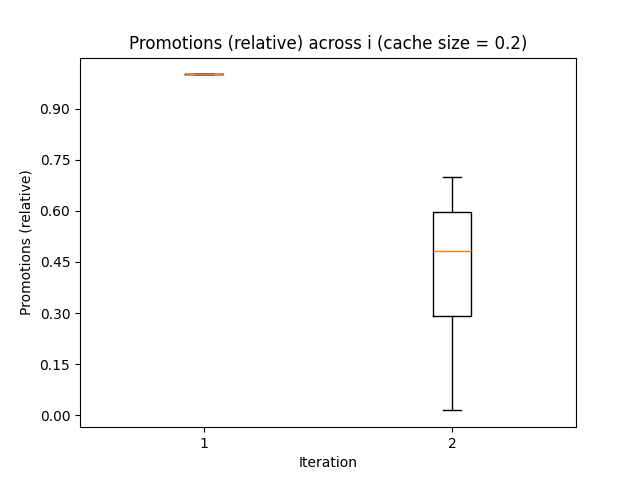 Promotions (relative) across i (cache size = 0.2)
Promotions (relative)
0.90
0.75
0.60
0.45
0.30
0.15
0.00
1 2
Iteration